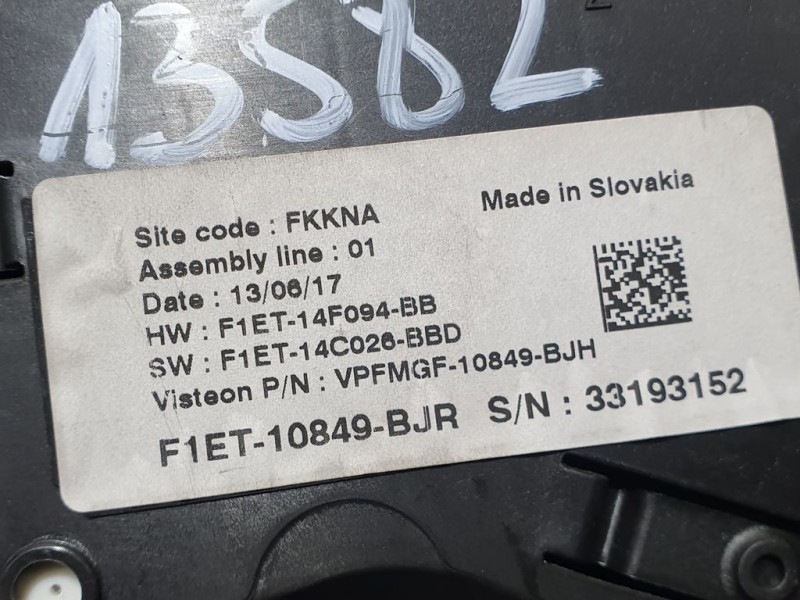 13582
Made in Slovakia
Site code : FKKNA
Assembly line : 01
Date : 13/06/17
HW : F1ET-14F094-BB
SW : F1ET-14C026-BBD
Visteon P/N : VPFMGF-10849-BJH
F1ET-10849-BJR S/N : 33193152